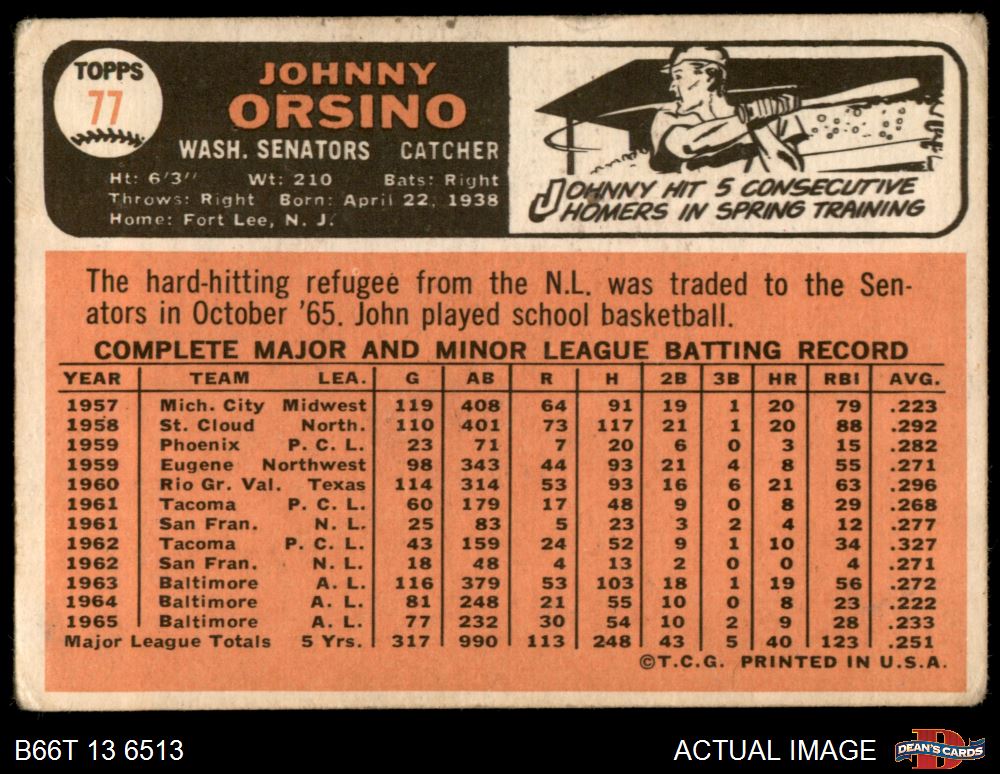 TOPPS
77
JOHNNY
ORSINO
WASH. SENATORS CATCHER
Ht: 6'3" Wt: 210 Bats: Right
Throws: Right Born: April 22, 1938
Home: Fort Lee, N. J.
JOHNNY HIT 5 CONSECUTIVE
HOMERS IN SPRING TRAINING
The hard-hitting refugee from the N.L. was traded to the Sen-
ators in October '65. John played school basketball.
COMPLETE MAJOR AND MINOR LEAGUE BATTING RECORD
YEAR TEAM LEA. G AB R H 2B 3B HR RBI AVG.
1957 Mich. City Midwest 119 408 64 91 19 1 20 79 .223
1958 St. Cloud North. 110 401 73 117 21 1 20 88 .292
1959 Phoenix P. C. L. 23 71 7 20 6 0 3 15 .282
1959 Eugene Northwest 98 343 44 93 21 4 8 55 .271
1960 Rio Gr. Val. Texas 114 314 53 93 16 6 21 63 .296
1961 Tacoma P. C. L. 60 179 17 48 9 0 8 29 .268
1961 San Fran. N. L. 25 83 5 23 3 2 4 12 .277
1962 Tacoma P. C. L. 43 159 24 52 9 1 10 34 .327
1962 San Fran. N. L. 18 48 4 13 2 0 0 4 .271
1963 Baltimore A. L. 116 379 53 103 18 1 19 56 .272
1964 Baltimore A. L. 81 248 21 55 10 0 8 23 .222
1965 Baltimore A. L. 77 232 30 54 10 2 9 28 .233
Major League Totals 5 Yrs. 317 990 113 248 43 5 40 123 .251
©T.C.G. PRINTED IN U.S.A.
B66T 13 6513
ACTUAL IMAGE
DEAN'S CARDS